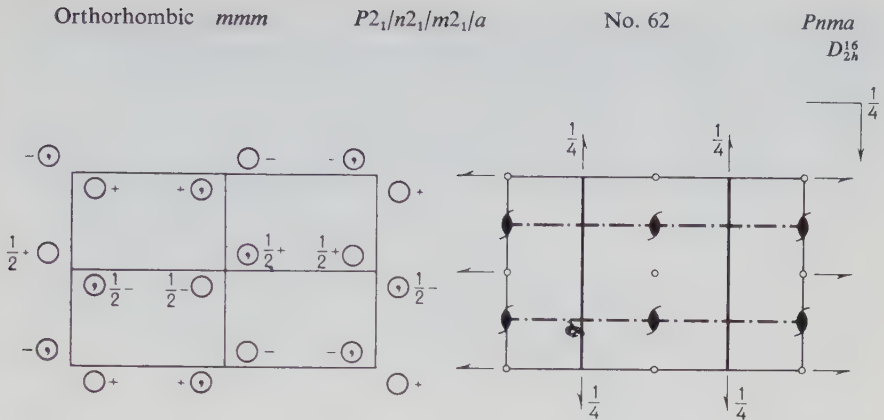 Orthorhombic mmm P2₁/n2₁/m2₁/a No. 62 Pnma
D¹⁶₂ₕ
1/4
1/4 1/4
- , - - ,
+ + , +
1/2 + , 1/2 + 1/2 +
, 1/2 - 1/2 - , 1/2 -
- , - - ,
+ + , +
1/4 1/4